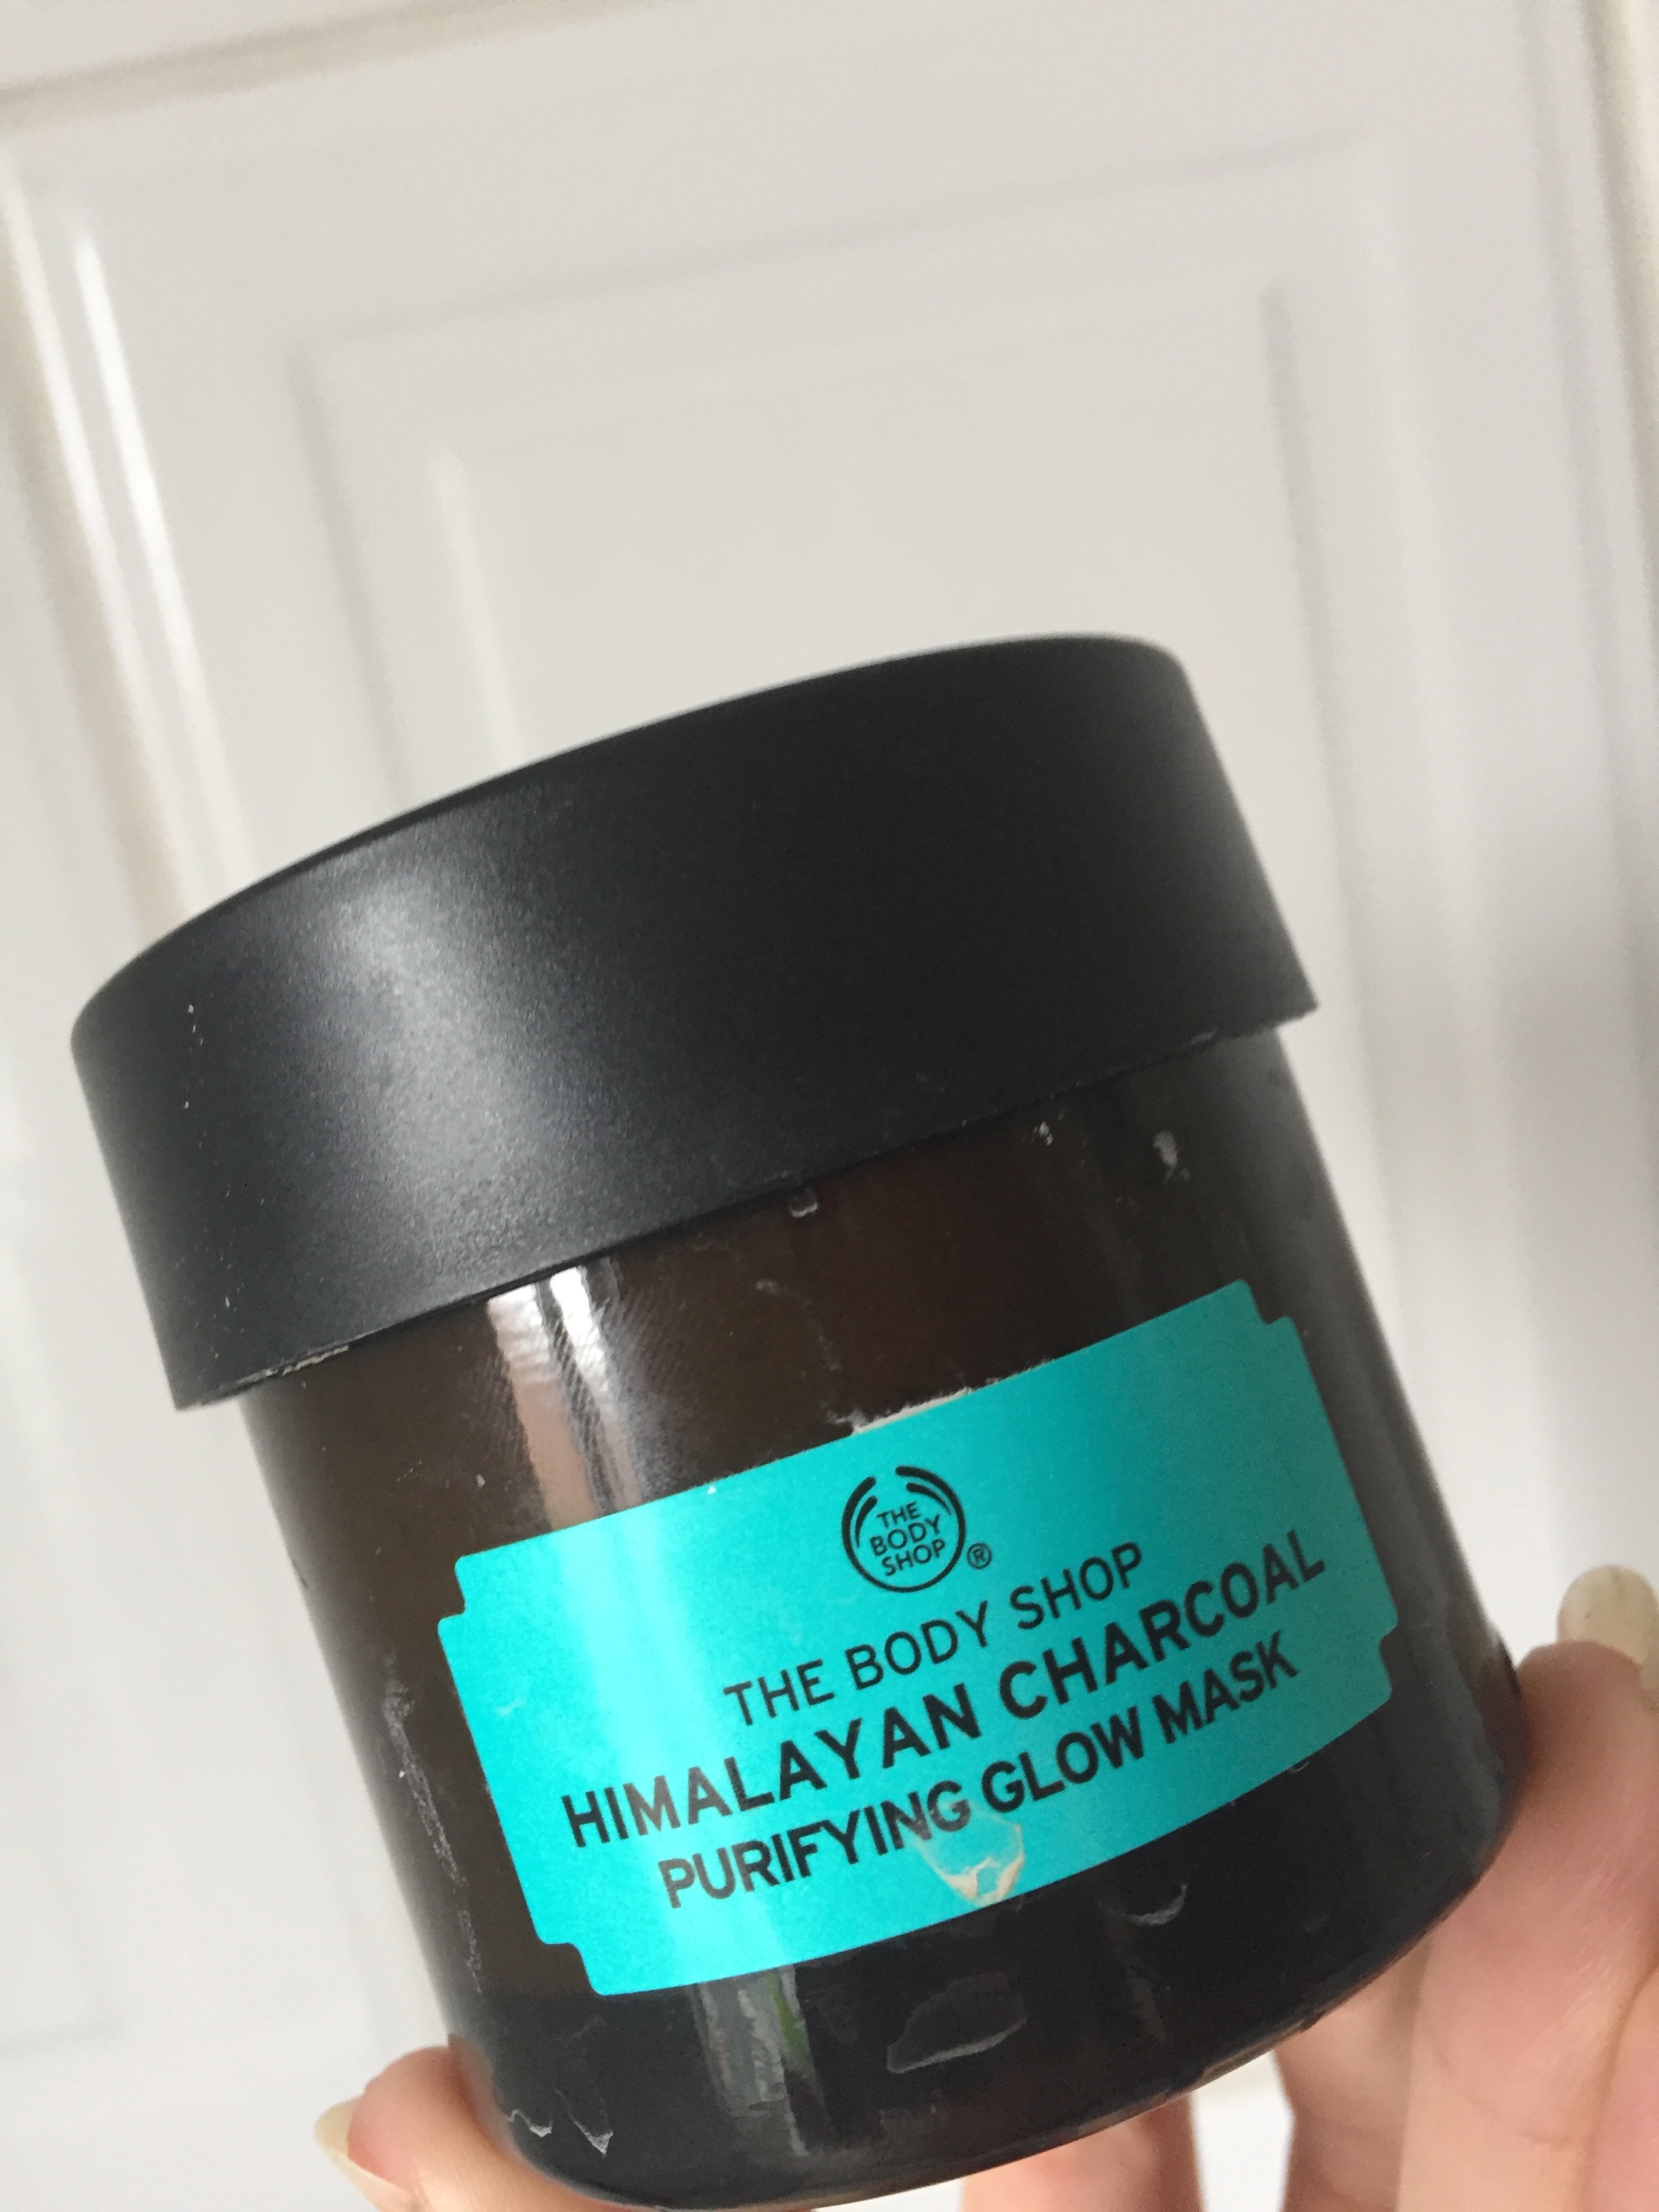 THE
BODY
SHOP
®
THE BODY SHOP
HIMALAYAN CHARCOAL
PURIFYING GLOW MASK